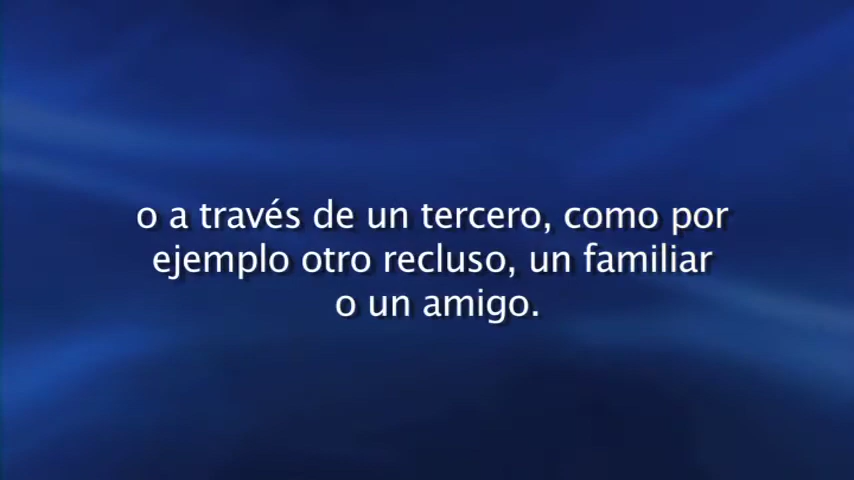 o a través de un tercero, como por
ejemplo otro recluso, un familiar
o un amigo.